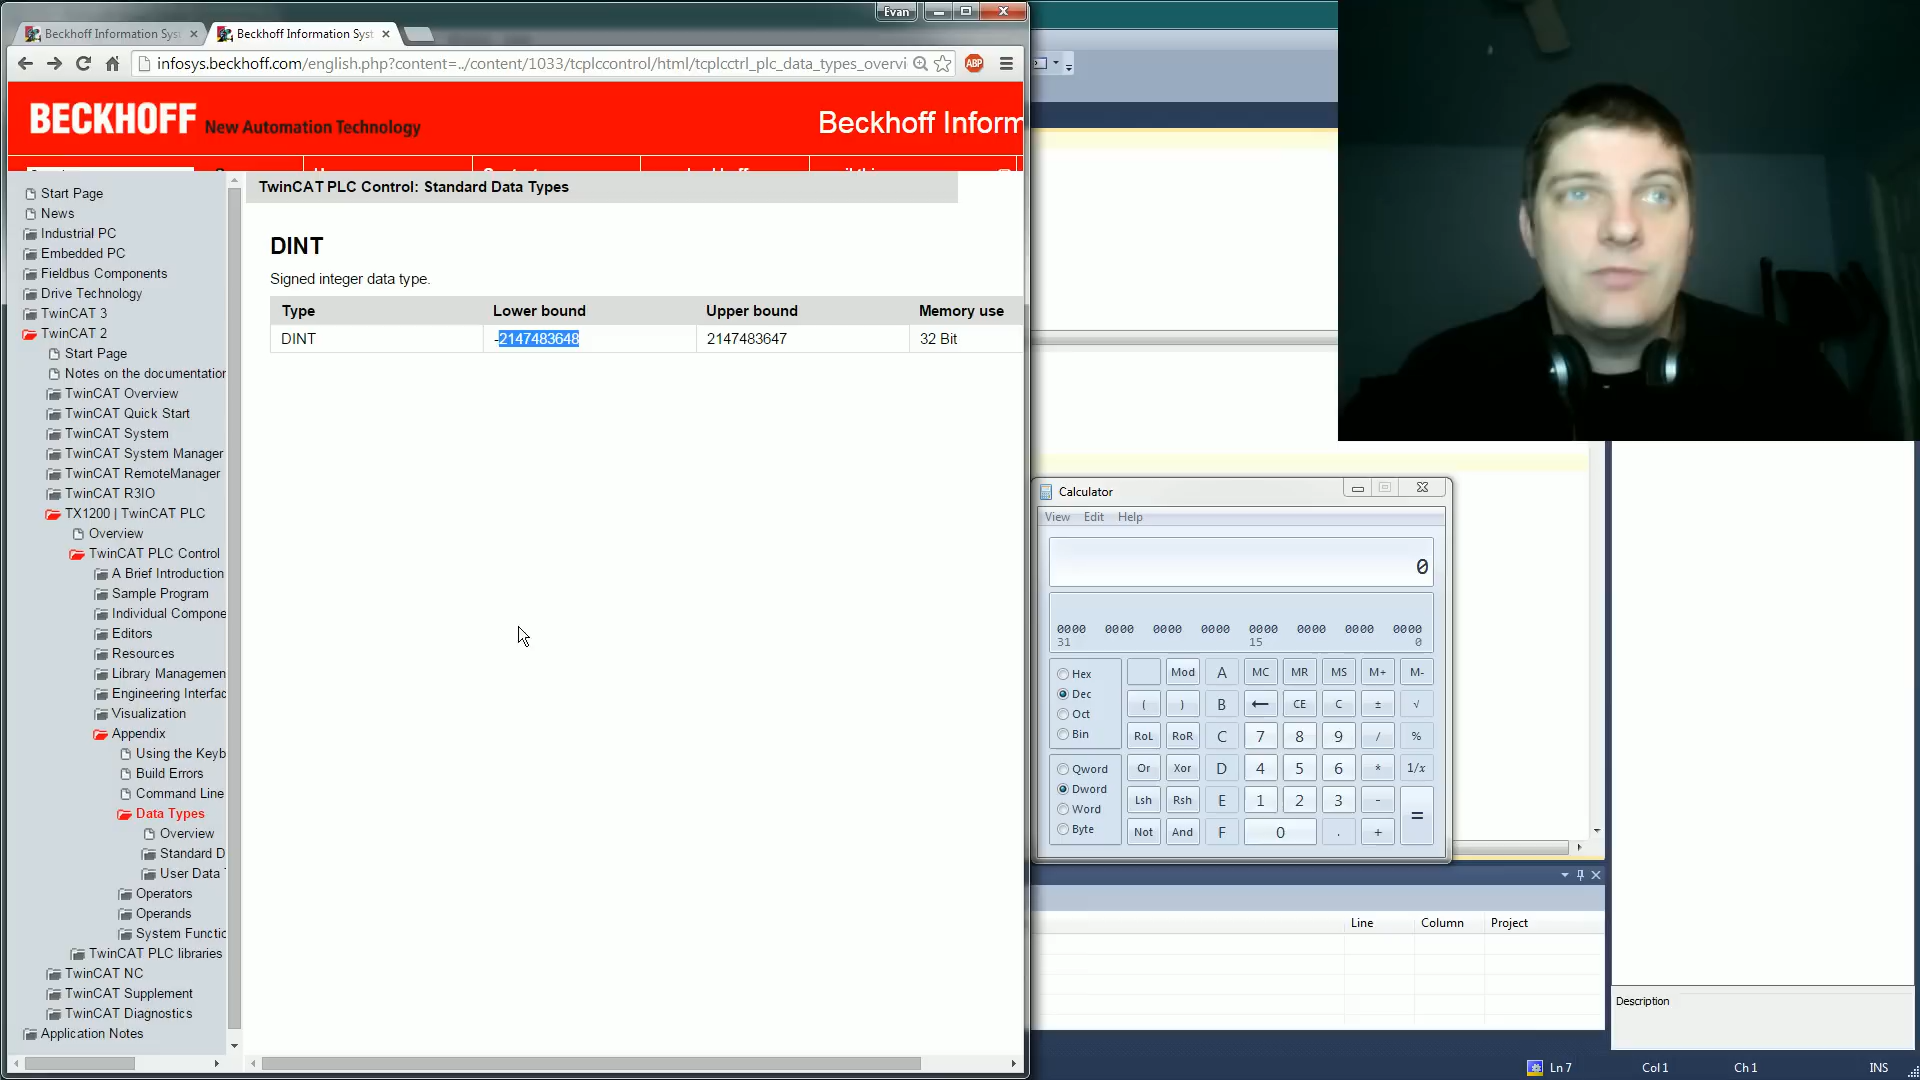 Evan
Beckhoff Information Sys
Beckhoff Information Syst
infosys.beckhoff.com/english.php?content=../content/1033/tcplccontrol/html/tcplcctrl_plc_data_types_overvi
ABP
BECKHOFF New Automation Technology
Beckhoff Inform
TwinCAT PLC Control: Standard Data Types
DINT
Signed integer data type.
Type Lower bound Upper bound Memory use
DINT -2147483648 2147483647 32 Bit
Start Page
News
Industrial PC
Embedded PC
Fieldbus Components
Drive Technology
TwinCAT 3
TwinCAT 2
Start Page
Notes on the documentation
TwinCAT Overview
TwinCAT Quick Start
TwinCAT System
TwinCAT System Manager
TwinCAT RemoteManager
TwinCAT R3IO
TX1200 | TwinCAT PLC
Overview
TwinCAT PLC Control
A Brief Introduction
Sample Program
Individual Compone
Editors
Resources
Library Managemen
Engineering Interfac
Visualization
Appendix
Using the Keyb
Build Errors
Command Line
Data Types
Overview
Standard D
User Data
Operators
Operands
System Functio
TwinCAT PLC libraries
TwinCAT NC
TwinCAT Supplement
TwinCAT Diagnostics
Application Notes
Calculator
View Edit Help
0
0000 0000 0000 0000 0000 0000 0000 0000
31 15 0
Hex Mod A MC MR MS M+ M-
Dec ( ) B ← CE C ± √
Oct
Bin RoL RoR C 7 8 9 / %
Qword Or Xor D 4 5 6 * 1/x
Dword Lsh Rsh E 1 2 3 - =
Word
Byte Not And F 0 . +
Line Column Project
Description
Ln 7 Col 1 Ch 1 INS